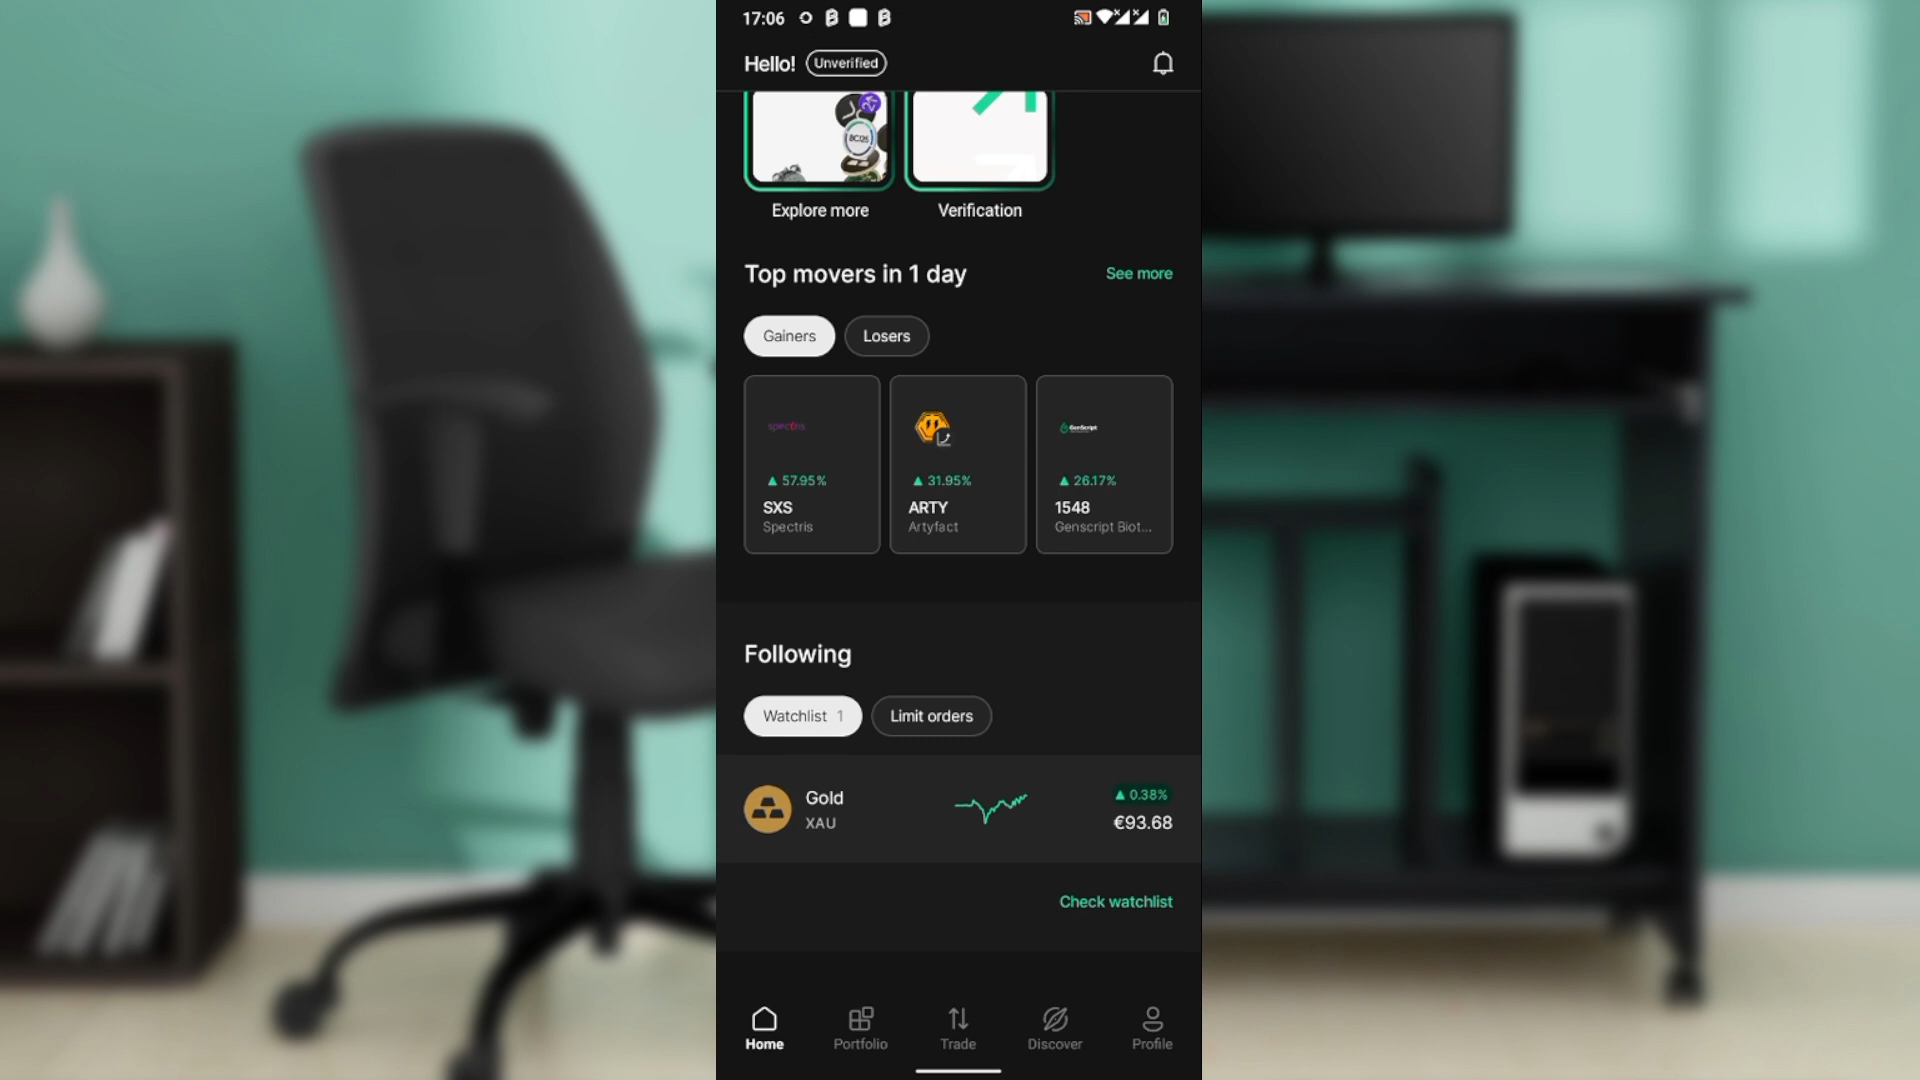 17:06
Hello! Unverified
BCI25
Explore more Verification
Top movers in 1 day See more
Gainers Losers
spectris GenScript
▲ 57.95% ▲ 31.95% ▲ 26.17%
SXS ARTY 1548
Spectris Artyfact Genscript Biot...
Following
Watchlist 1 Limit orders
Gold ▲ 0.38%
XAU €93.68
Check watchlist
Home Portfolio Trade Discover Profile